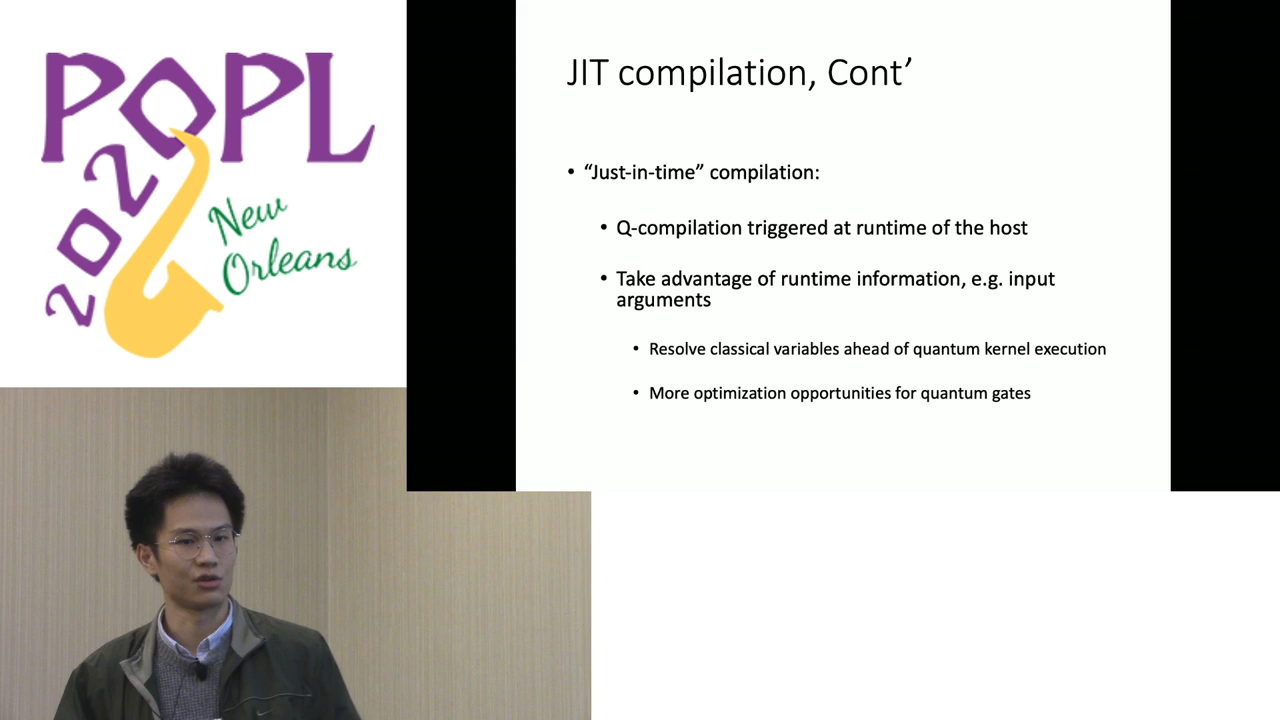 POPL
2020
New
Orleans
JIT compilation, Cont’
• “Just-in-time” compilation:
• Q-compilation triggered at runtime of the host
• Take advantage of runtime information, e.g. input
arguments
• Resolve classical variables ahead of quantum kernel execution
• More optimization opportunities for quantum gates